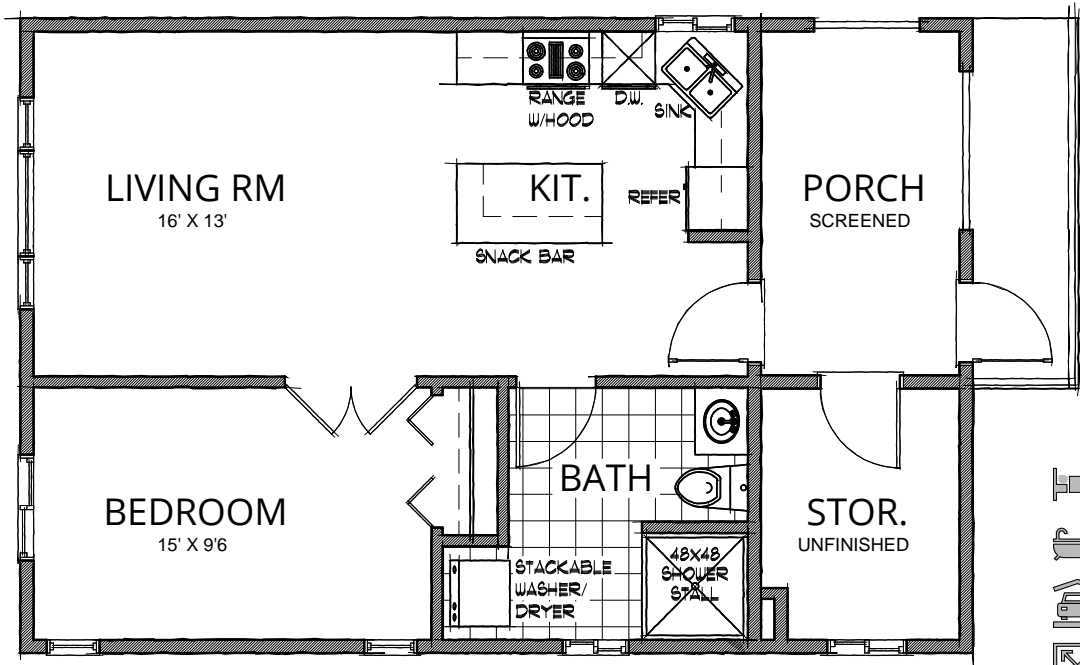 RANGE
W/HOOD
D.W.
SINK
LIVING RM
16' X 13'
KIT.
REFER
PORCH
SCREENED
SNACK BAR
BEDROOM
15' X 9'6
BATH
STOR.
UNFINISHED
STACKABLE
WASHER/
DRYER
48X48
SHOWER
STALL